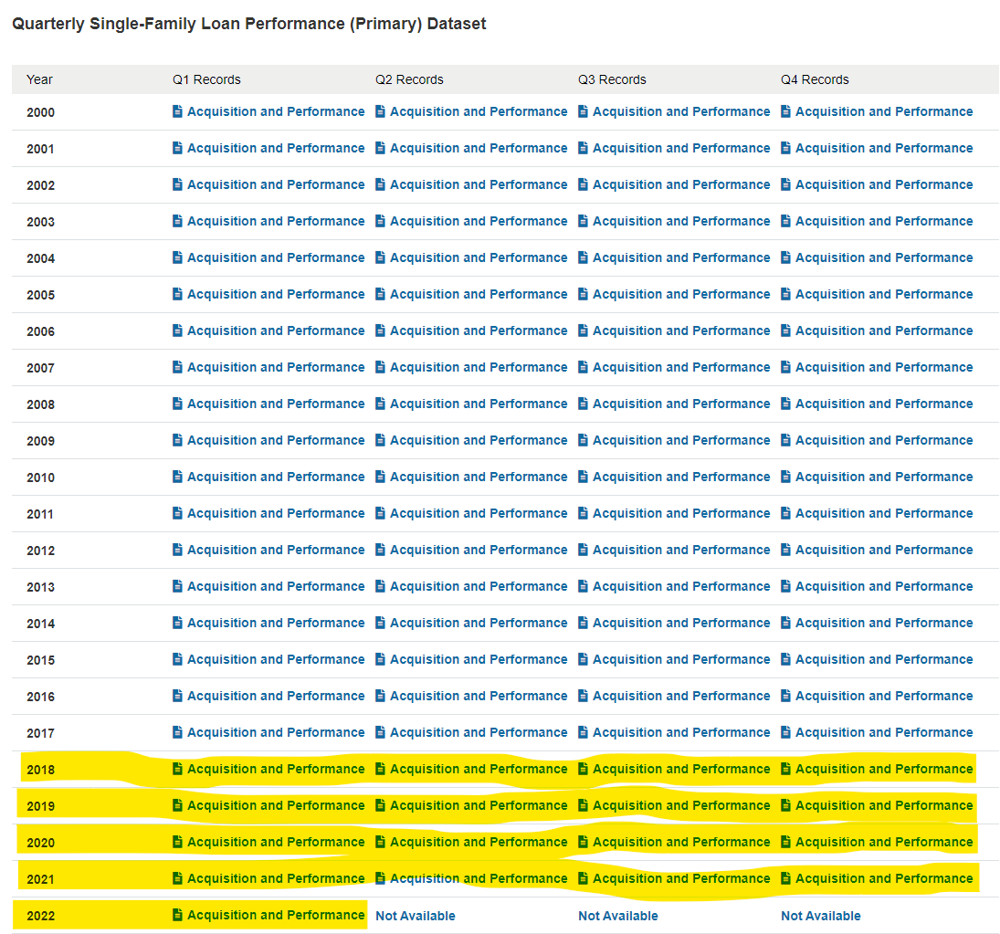 Quarterly Single-Family Loan Performance (Primary) Dataset
Year Q1 Records Q2 Records Q3 Records Q4 Records
2000 Acquisition and Performance Acquisition and Performance Acquisition and Performance Acquisition and Performance
2001 Acquisition and Performance Acquisition and Performance Acquisition and Performance Acquisition and Performance
2002 Acquisition and Performance Acquisition and Performance Acquisition and Performance Acquisition and Performance
2003 Acquisition and Performance Acquisition and Performance Acquisition and Performance Acquisition and Performance
2004 Acquisition and Performance Acquisition and Performance Acquisition and Performance Acquisition and Performance
2005 Acquisition and Performance Acquisition and Performance Acquisition and Performance Acquisition and Performance
2006 Acquisition and Performance Acquisition and Performance Acquisition and Performance Acquisition and Performance
2007 Acquisition and Performance Acquisition and Performance Acquisition and Performance Acquisition and Performance
2008 Acquisition and Performance Acquisition and Performance Acquisition and Performance Acquisition and Performance
2009 Acquisition and Performance Acquisition and Performance Acquisition and Performance Acquisition and Performance
2010 Acquisition and Performance Acquisition and Performance Acquisition and Performance Acquisition and Performance
2011 Acquisition and Performance Acquisition and Performance Acquisition and Performance Acquisition and Performance
2012 Acquisition and Performance Acquisition and Performance Acquisition and Performance Acquisition and Performance
2013 Acquisition and Performance Acquisition and Performance Acquisition and Performance Acquisition and Performance
2014 Acquisition and Performance Acquisition and Performance Acquisition and Performance Acquisition and Performance
2015 Acquisition and Performance Acquisition and Performance Acquisition and Performance Acquisition and Performance
2016 Acquisition and Performance Acquisition and Performance Acquisition and Performance Acquisition and Performance
2017 Acquisition and Performance Acquisition and Performance Acquisition and Performance Acquisition and Performance
2018 Acquisition and Performance Acquisition and Performance Acquisition and Performance Acquisition and Performance
2019 Acquisition and Performance Acquisition and Performance Acquisition and Performance Acquisition and Performance
2020 Acquisition and Performance Acquisition and Performance Acquisition and Performance Acquisition and Performance
2021 Acquisition and Performance Acquisition and Performance Acquisition and Performance Acquisition and Performance
2022 Acquisition and Performance Not Available Not Available Not Available